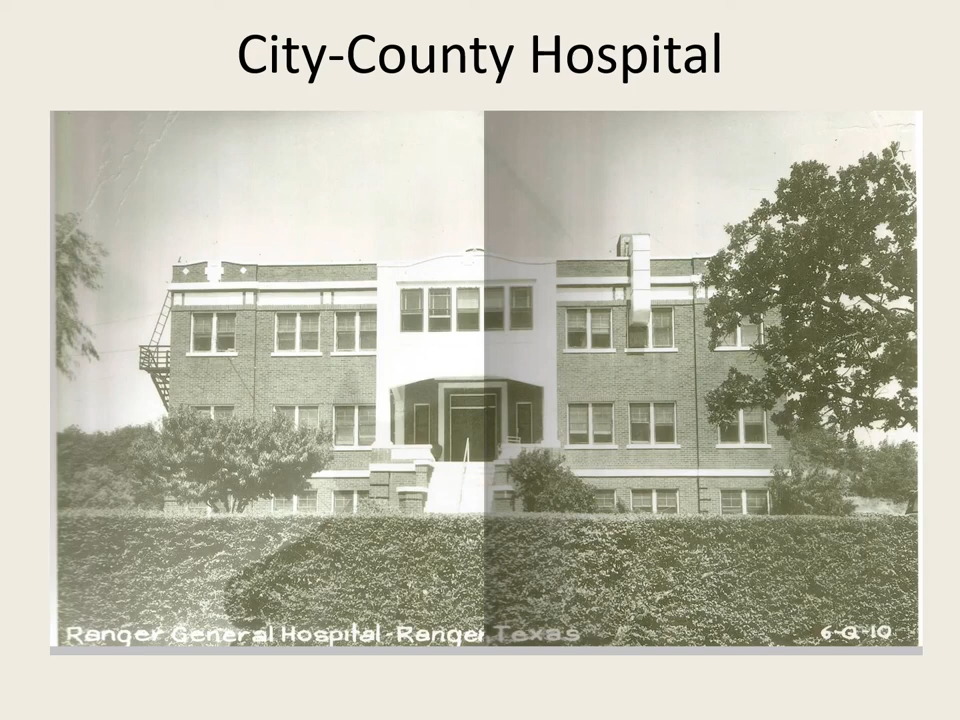 City-County Hospital
Ranger General Hospital - Ranger, Texas
6-Q-10